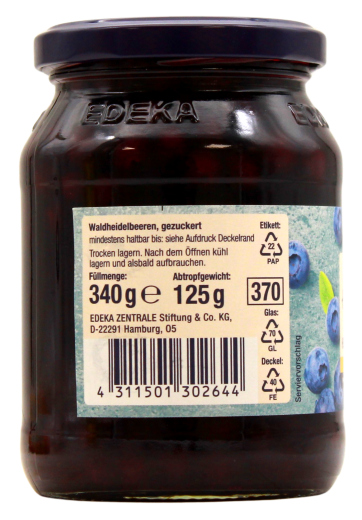 EDEKA
Waldheidelbeeren, gezuckert
mindestens haltbar bis: siehe Aufdruck Deckelrand
Trocken lagern. Nach dem Öffnen kühl
lagern und alsbald aufbrauchen.
Füllmenge: Abtropfgewicht:
340 g ℮ 125 g
EDEKA ZENTRALE Stiftung & Co. KG,
D-22291 Hamburg, 05
4 311501 302644
Etikett:
22
PAP
370
Glas:
70
GL
Deckel:
40
FE
Serviervorschlag